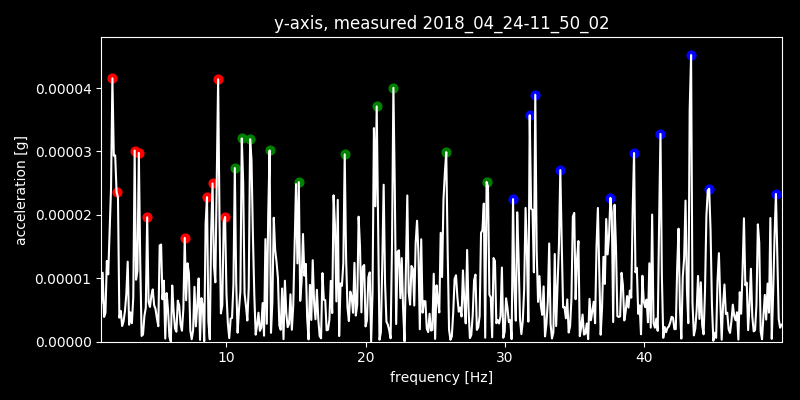 y-axis, measured 2018_04_24-11_50_02
acceleration [g]
0.00004
0.00003
0.00002
0.00001
0.00000
10 20 30 40
frequency [Hz]